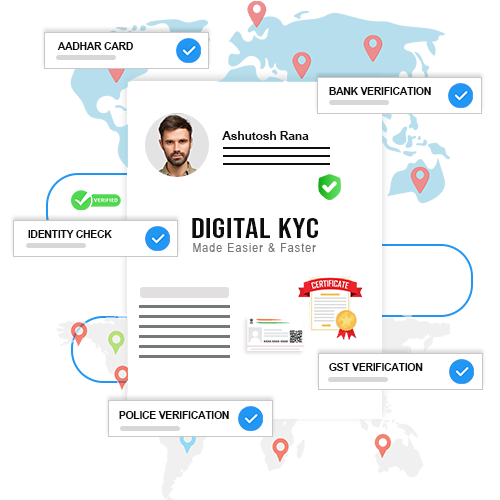 AADHAR CARD
BANK VERIFICATION
Ashutosh Rana
VERIFIED
IDENTITY CHECK
DIGITAL KYC
Made Easier & Faster
CERTIFICATE
GST VERIFICATION
POLICE VERIFICATION